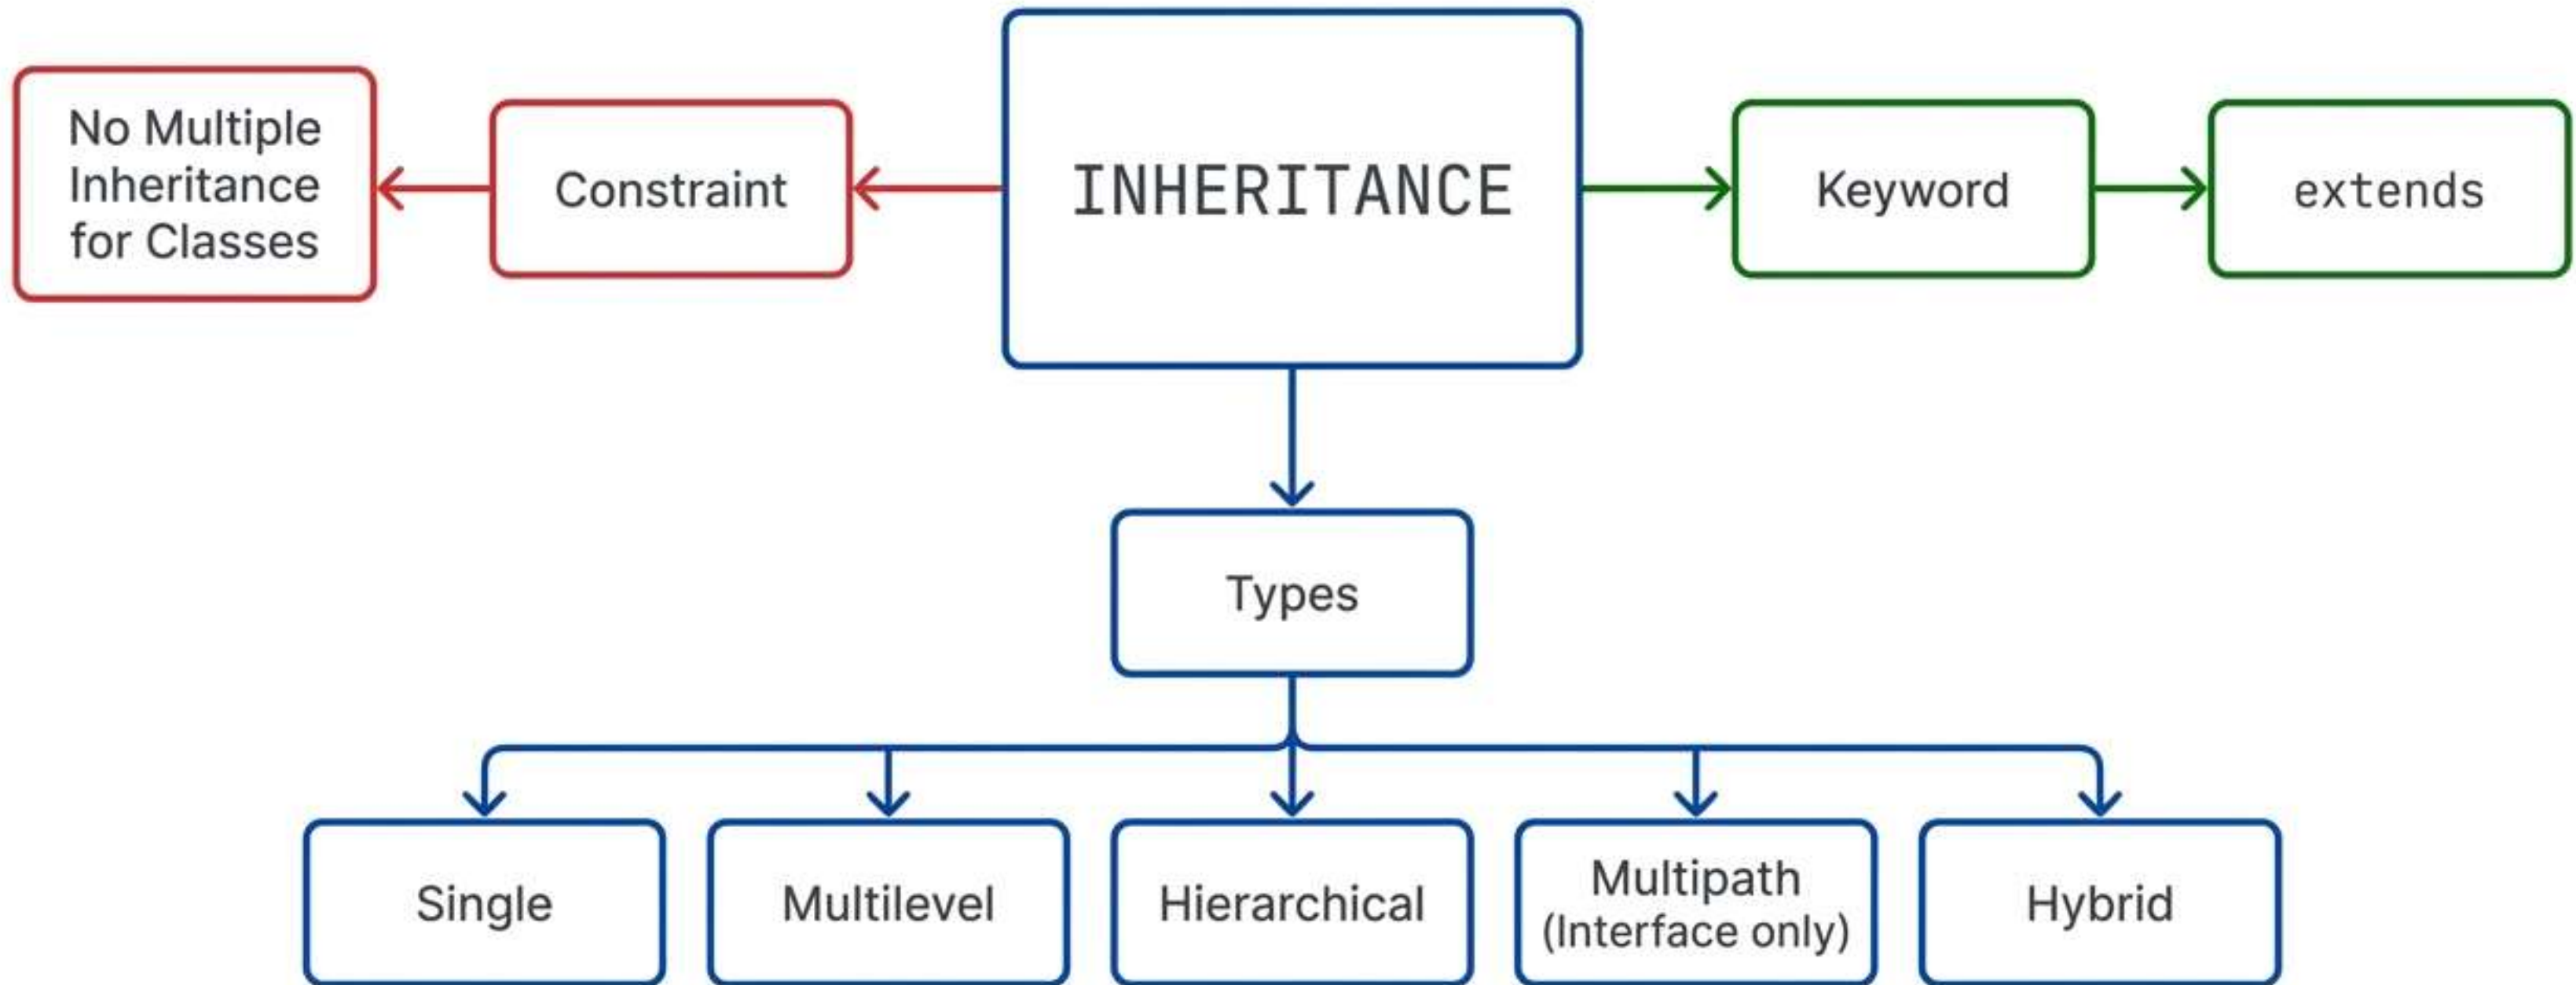 No Multiple
Inheritance
for Classes
Constraint
INHERITANCE
Keyword
extends
Types
Single
Multilevel
Hierarchical
Multipath
(Interface only)
Hybrid